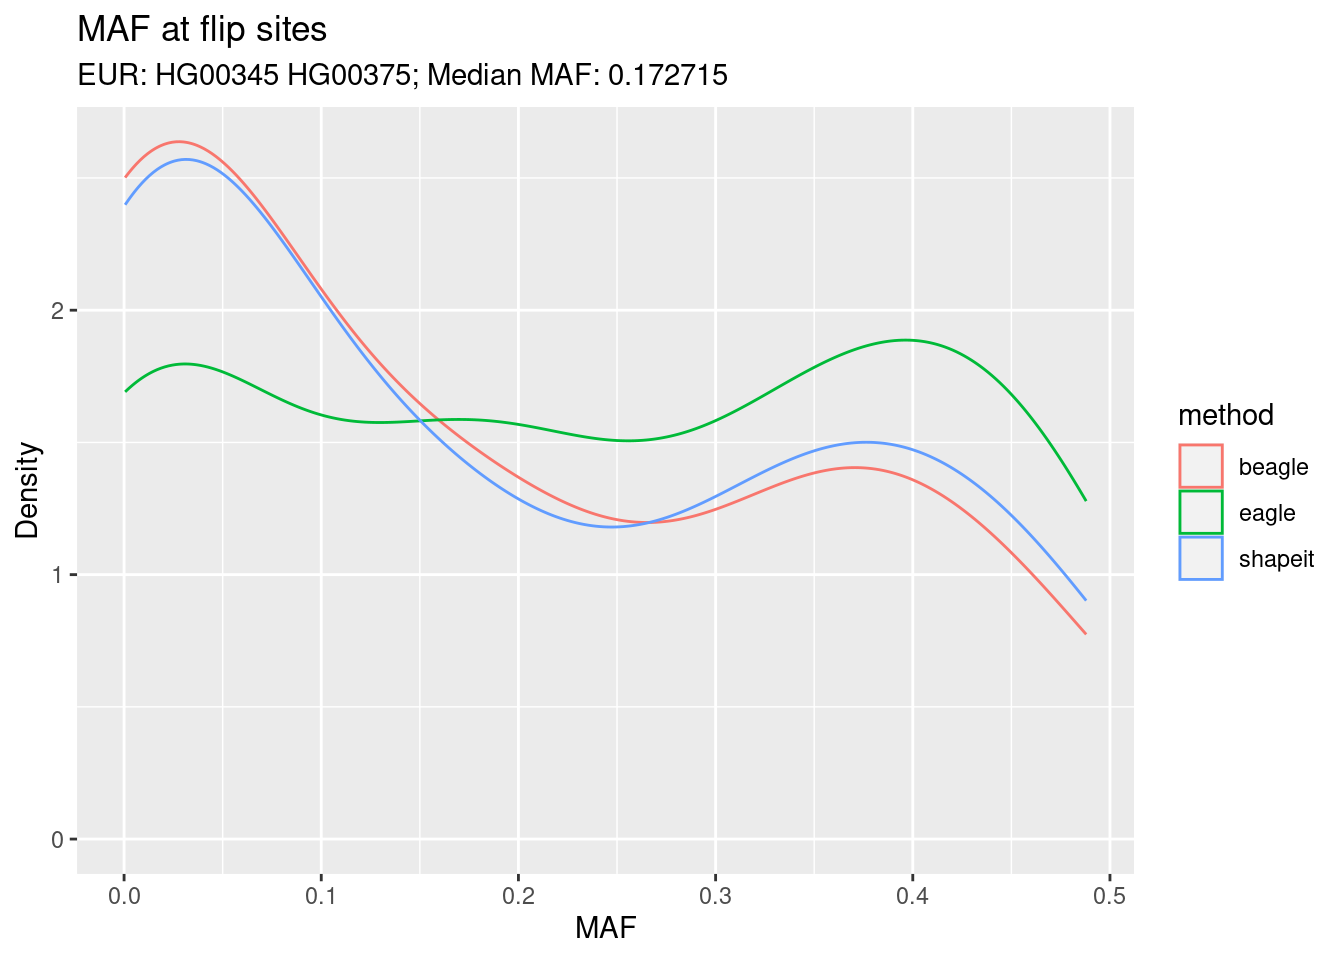 MAF at flip sites
EUR: HG00345 HG00375; Median MAF: 0.172715
Density
2
1
0
0.0 0.1 0.2 0.3 0.4 0.5
MAF
method
beagle
eagle
shapeit